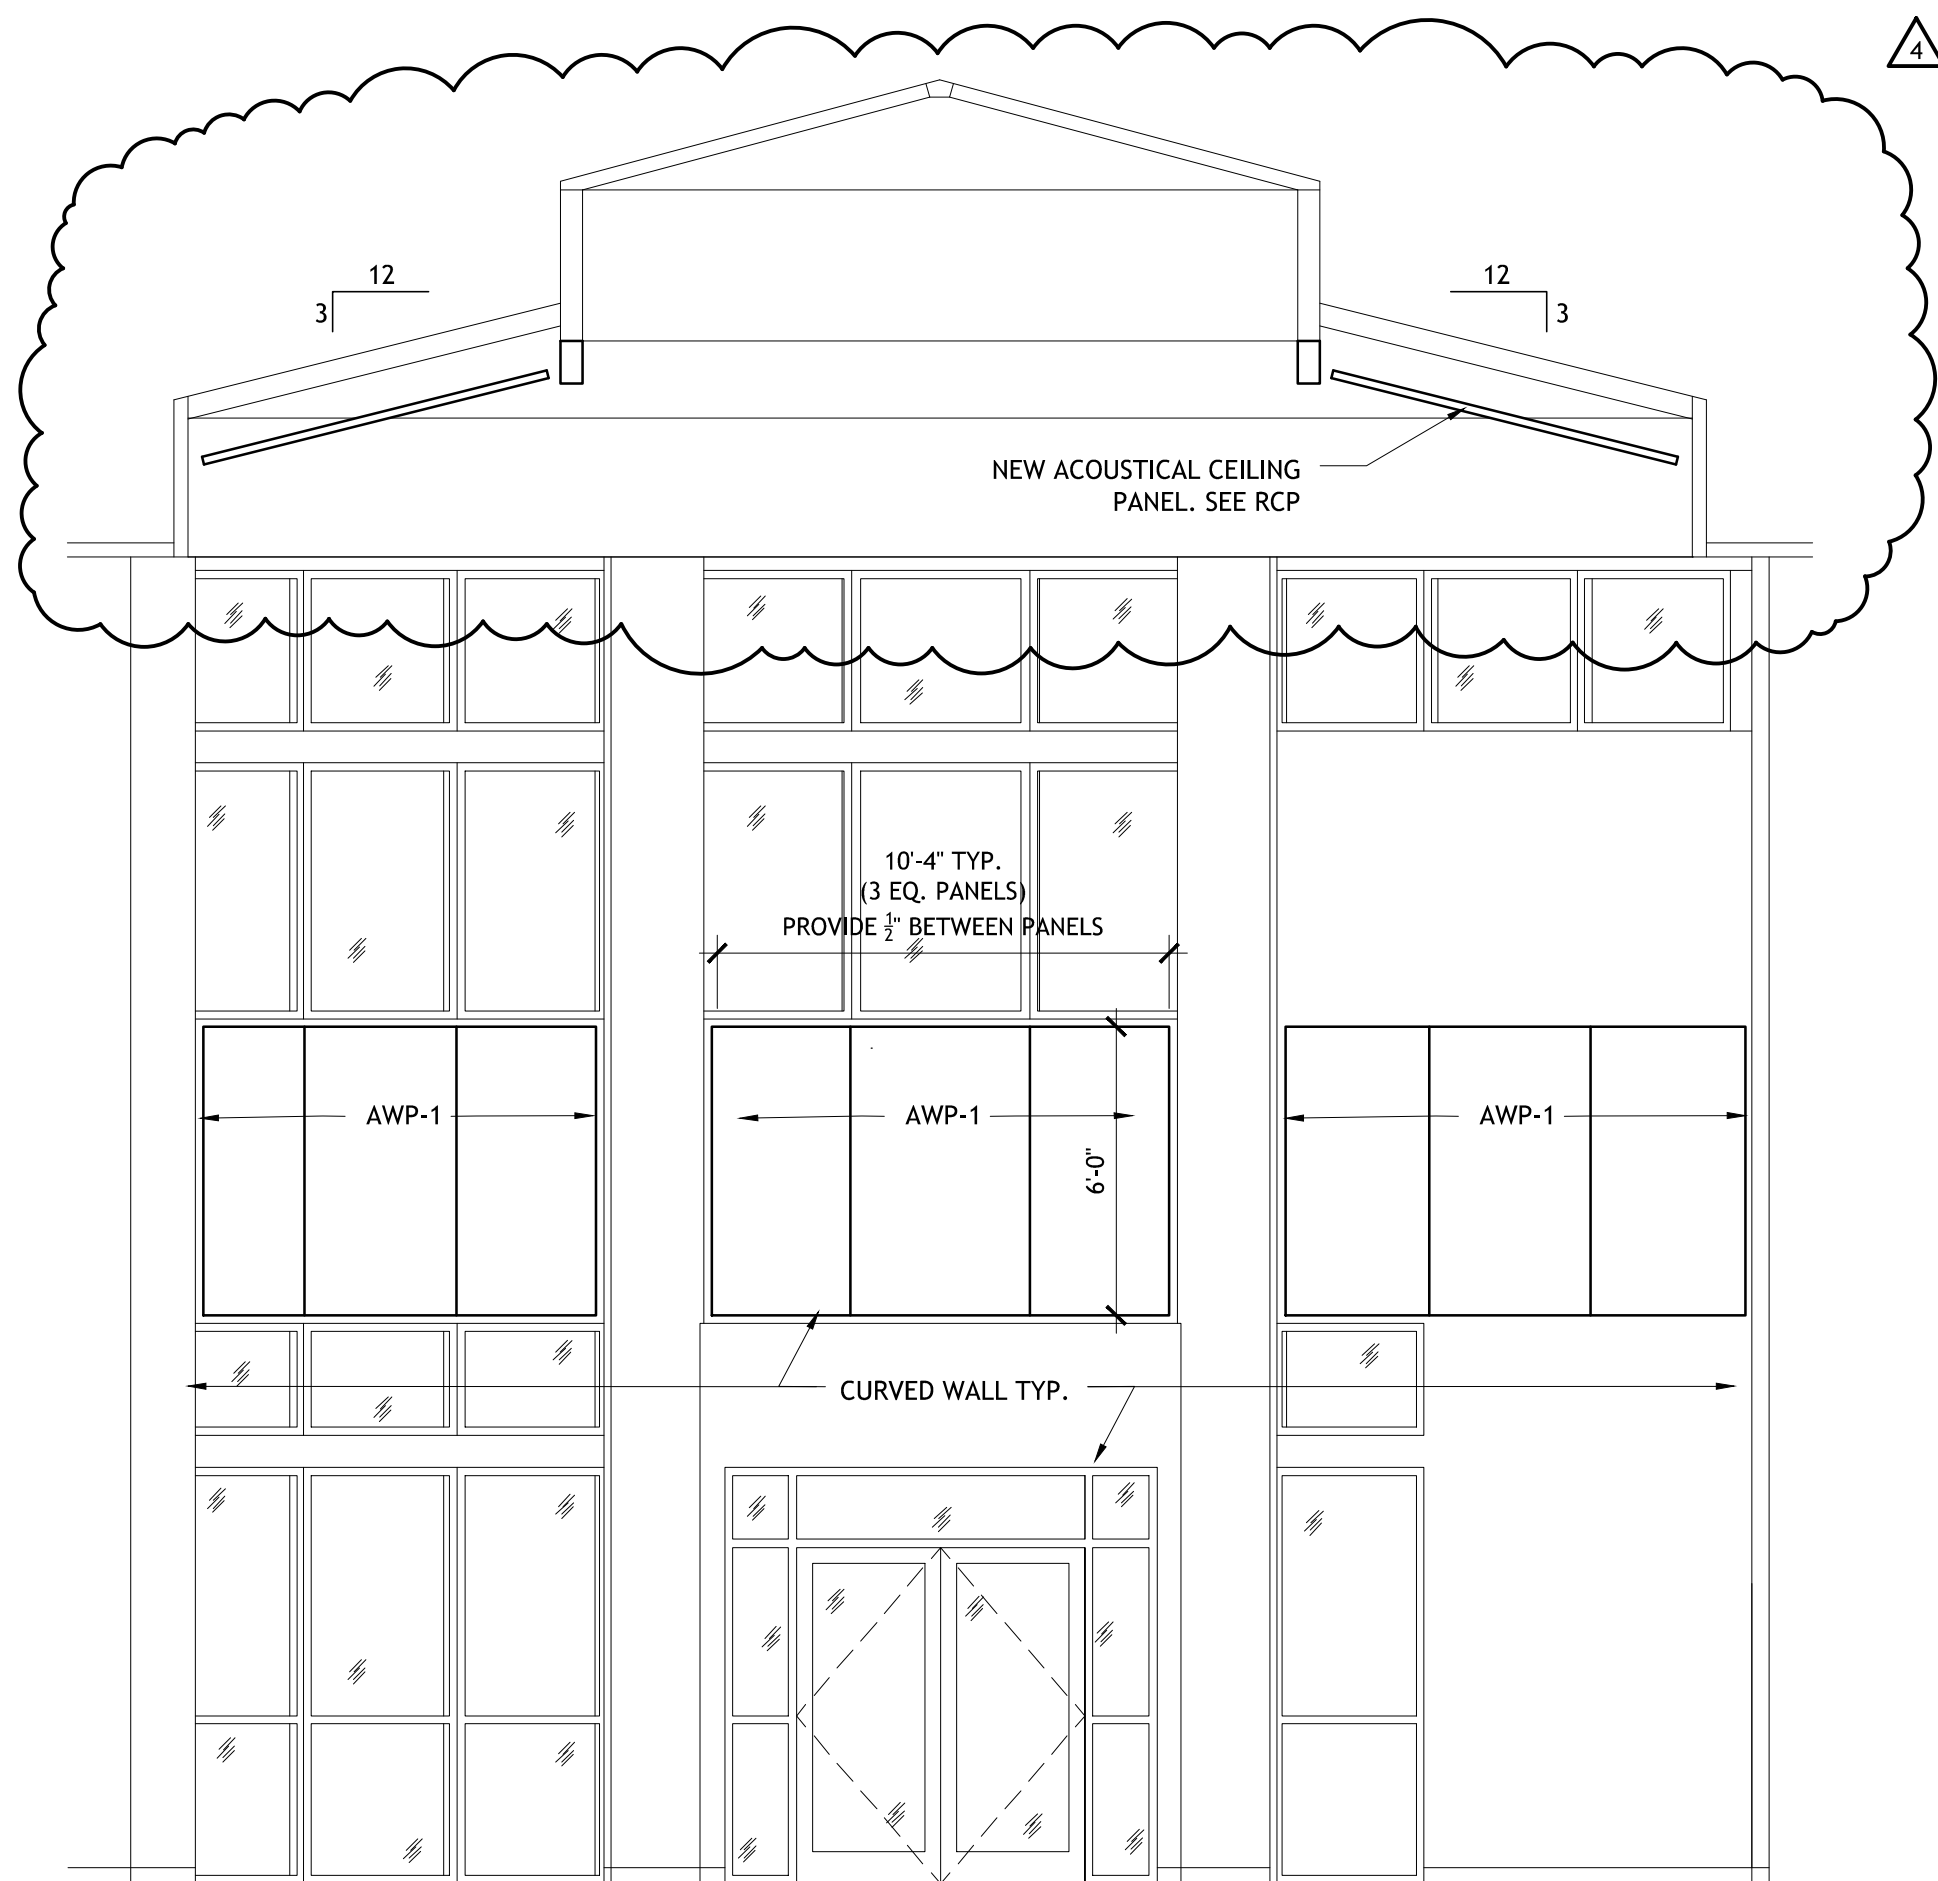 4
12
3
12
3
NEW ACOUSTICAL CEILING
PANEL. SEE RCP
10'-4" TYP.
(3 EQ. PANELS)
PROVIDE ½" BETWEEN PANELS
AWP-1
AWP-1
AWP-1
6'-0"
CURVED WALL TYP.